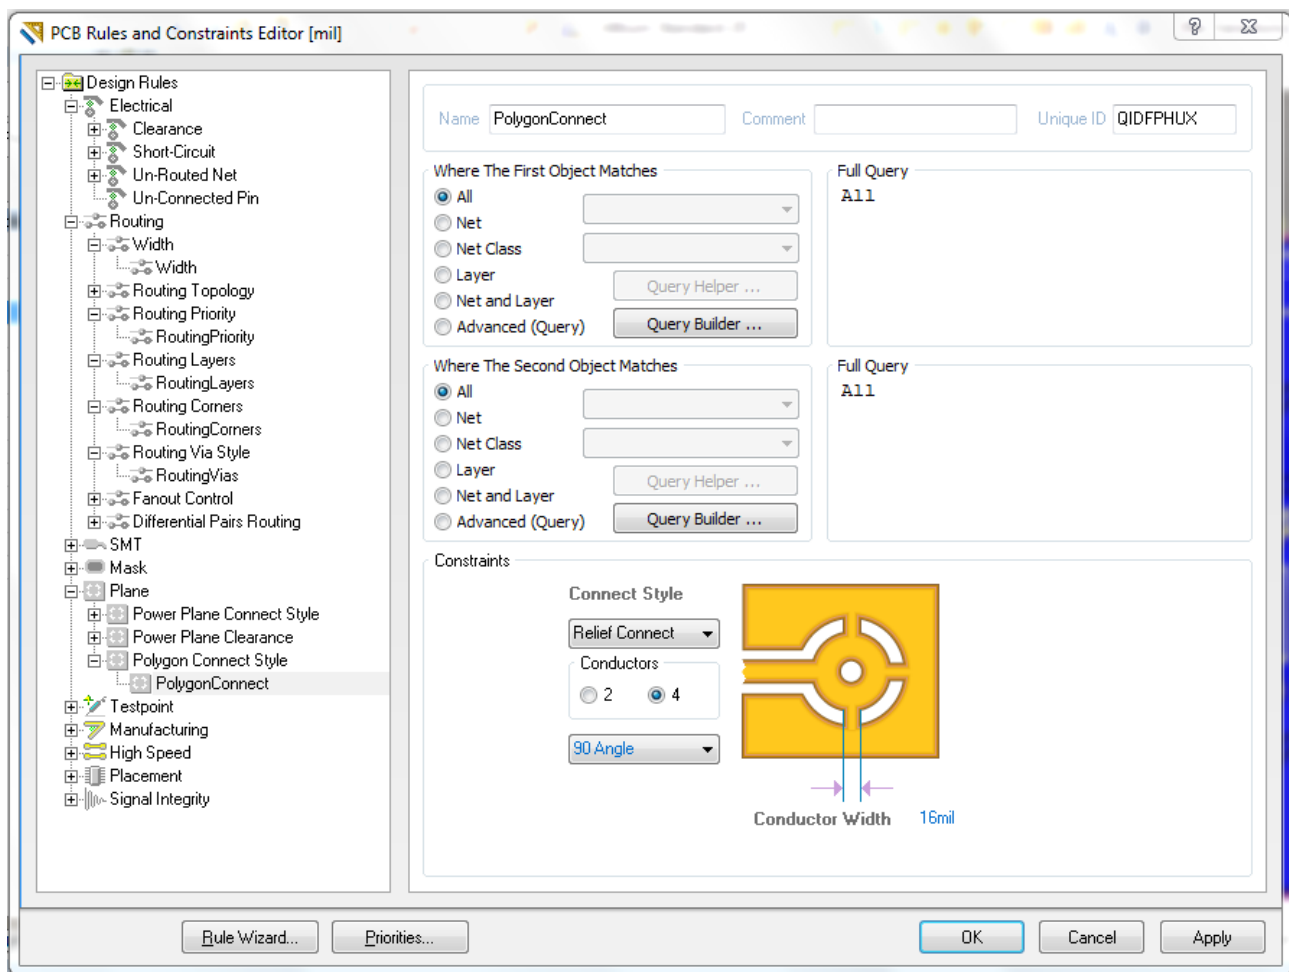 PCB Rules and Constraints Editor [mil]
Design Rules
Electrical
Clearance
Short-Circuit
Un-Routed Net
Un-Connected Pin
Routing
Width
Width
Routing Topology
Routing Priority
RoutingPriority
Routing Layers
RoutingLayers
Routing Corners
RoutingCorners
Routing Via Style
RoutingVias
Fanout Control
Differential Pairs Routing
SMT
Mask
Plane
Power Plane Connect Style
Power Plane Clearance
Polygon Connect Style
PolygonConnect
Testpoint
Manufacturing
High Speed
Placement
Signal Integrity
Name PolygonConnect Comment Unique ID QIDFPHUX
Where The First Object Matches
All
Net
Net Class
Layer
Net and Layer
Advanced (Query)
Query Helper ...
Query Builder ...
Full Query
All
Where The Second Object Matches
All
Net
Net Class
Layer
Net and Layer
Advanced (Query)
Query Helper ...
Query Builder ...
Full Query
All
Constraints
Connect Style
Relief Connect
Conductors
2 4
90 Angle
Conductor Width 16mil
Rule Wizard... Priorities... OK Cancel Apply